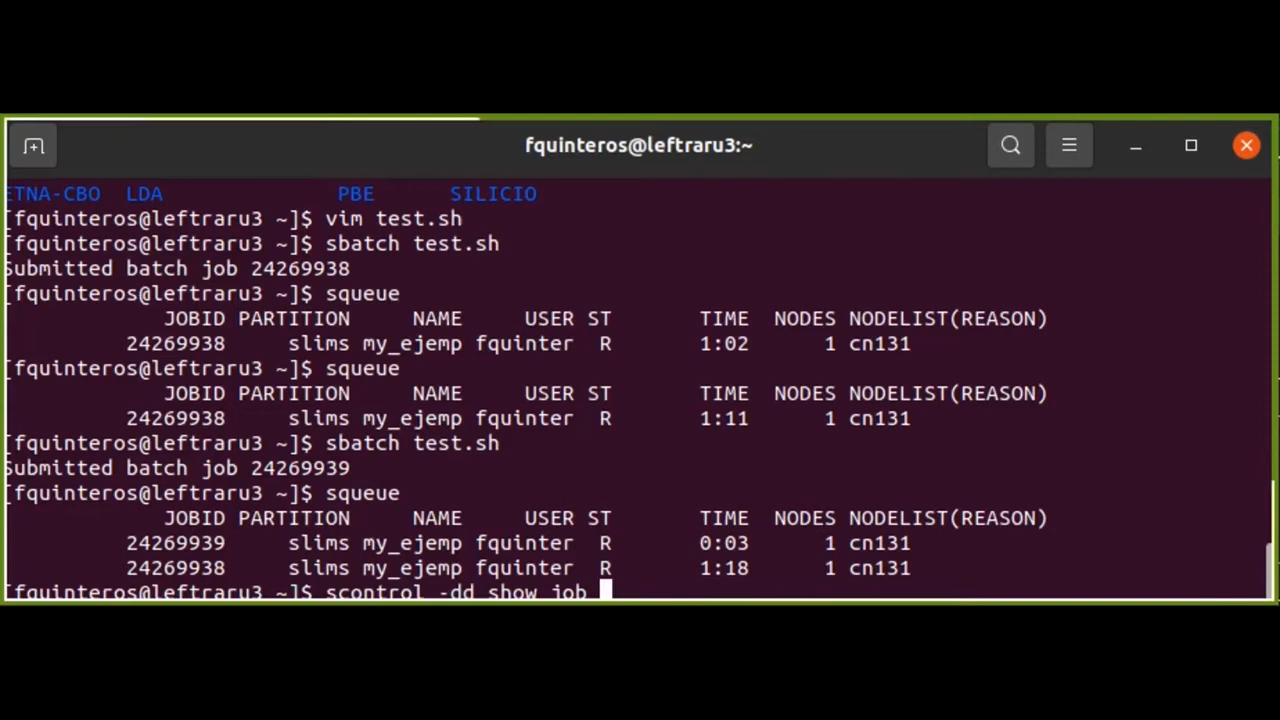 fquinteros@leftraru3:~
ETNA-CBO LDA PBE SILICIO
[fquinteros@leftraru3 ~]$ vim test.sh
[fquinteros@leftraru3 ~]$ sbatch test.sh
Submitted batch job 24269938
[fquinteros@leftraru3 ~]$ squeue
JOBID PARTITION NAME USER ST TIME NODES NODELIST(REASON)
24269938 slims my_ejemp fquinter R 1:02 1 cn131
[fquinteros@leftraru3 ~]$ squeue
JOBID PARTITION NAME USER ST TIME NODES NODELIST(REASON)
24269938 slims my_ejemp fquinter R 1:11 1 cn131
[fquinteros@leftraru3 ~]$ sbatch test.sh
Submitted batch job 24269939
[fquinteros@leftraru3 ~]$ squeue
JOBID PARTITION NAME USER ST TIME NODES NODELIST(REASON)
24269939 slims my_ejemp fquinter R 0:03 1 cn131
24269938 slims my_ejemp fquinter R 1:18 1 cn131
[fquinteros@leftraru3 ~]$ scontrol -dd show job